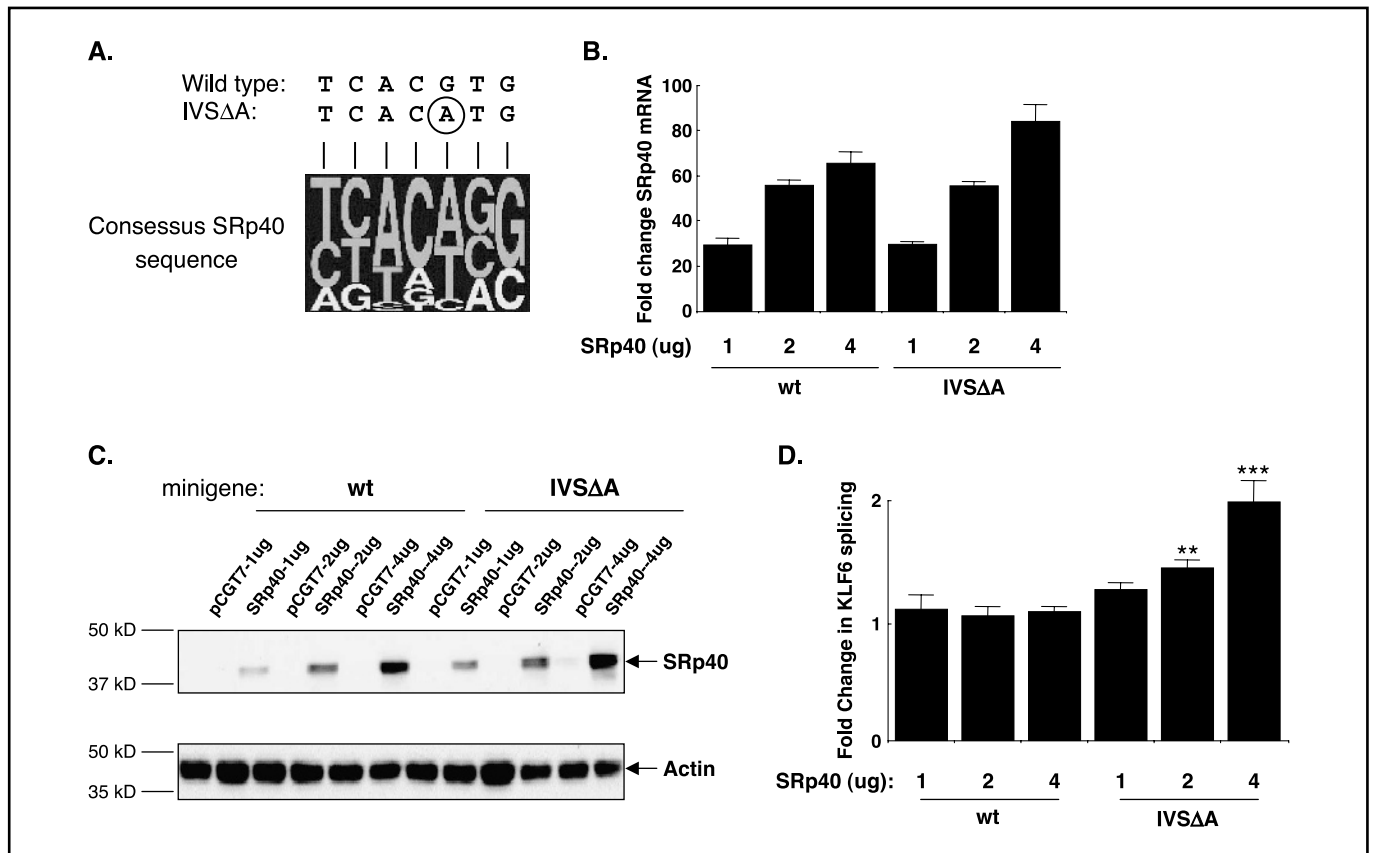 A.
Wild type: T C A C G T G
IVSΔA: T C A C A T G
Consessus SRp40
sequence
T C A C A G G
C T T A T C C
A G C G C A
T
B.
Fold change SRp40 mRNA
100
80
60
40
20
0
SRp40 (ug) 1 2 4 1 2 4
wt IVSΔA
C.
minigene: wt IVSΔA
pCGT7-1ug
SRp40-1ug
pCGT7-2ug
SRp40--2ug
pCGT7-4ug
SRp40--4ug
pCGT7-1ug
SRp40-1ug
pCGT7-2ug
SRp40--2ug
pCGT7-4ug
SRp40--4ug
50 kD
SRp40
37 kD
50 kD
Actin
35 kD
D.
Fold Change in KLF6 splicing
2
1
0
**
***
SRp40 (ug): 1 2 4 1 2 4
wt IVSΔA